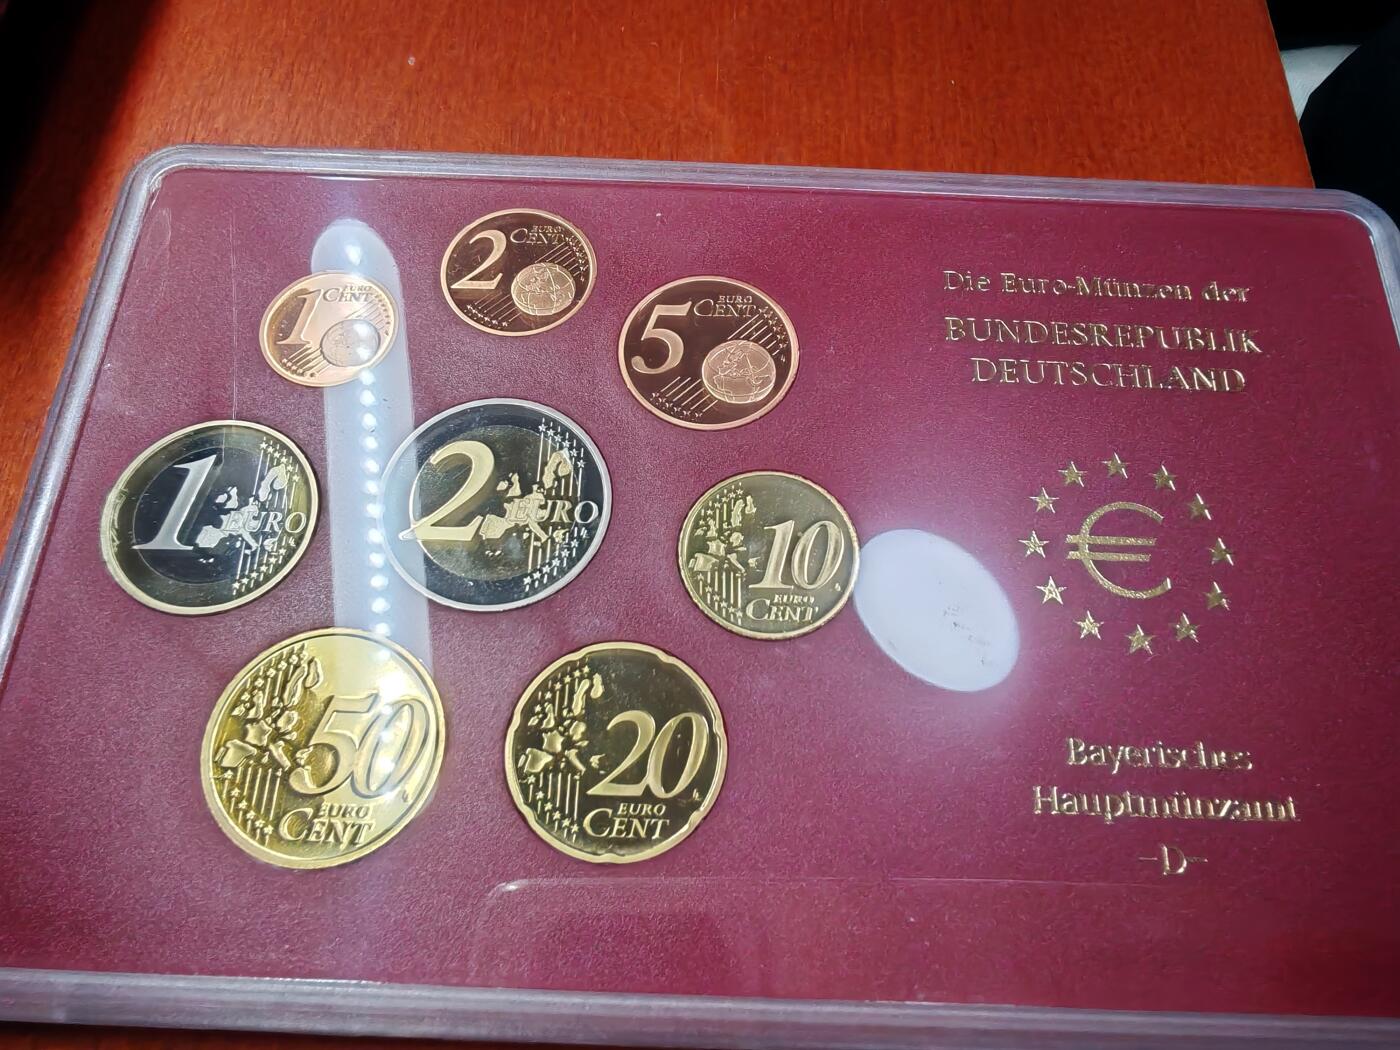 2 EURO CENT
1 EURO CENT
5 EURO CENT
Die Euro-Münzen der
BUNDESREPUBLIK
DEUTSCHLAND
1 EURO
2 EURO
10 EURO CENT
€
50 EURO CENT
20 EURO CENT
Bayerisches
Hauptmünzamt
-D-